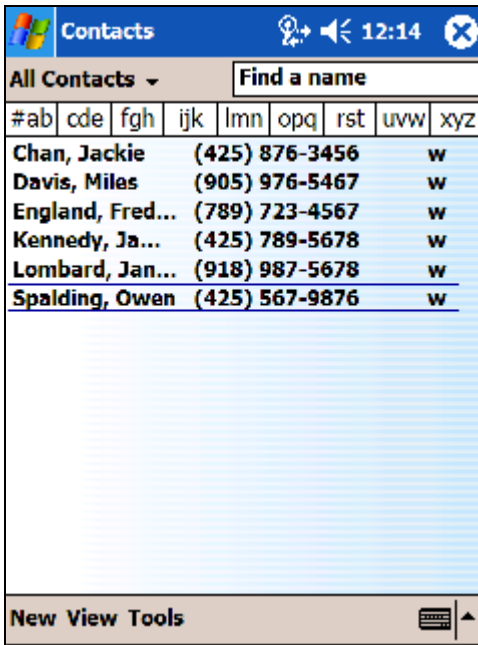 Contacts 12:14
All Contacts Find a name
#ab cde fgh ijk lmn opq rst uvw xyz
Chan, Jackie (425) 876-3456 w
Davis, Miles (905) 976-5467 w
England, Fred... (789) 723-4567 w
Kennedy, Ja... (425) 789-5678 w
Lombard, Jan... (918) 987-5678 w
Spalding, Owen (425) 567-9876 w
New View Tools